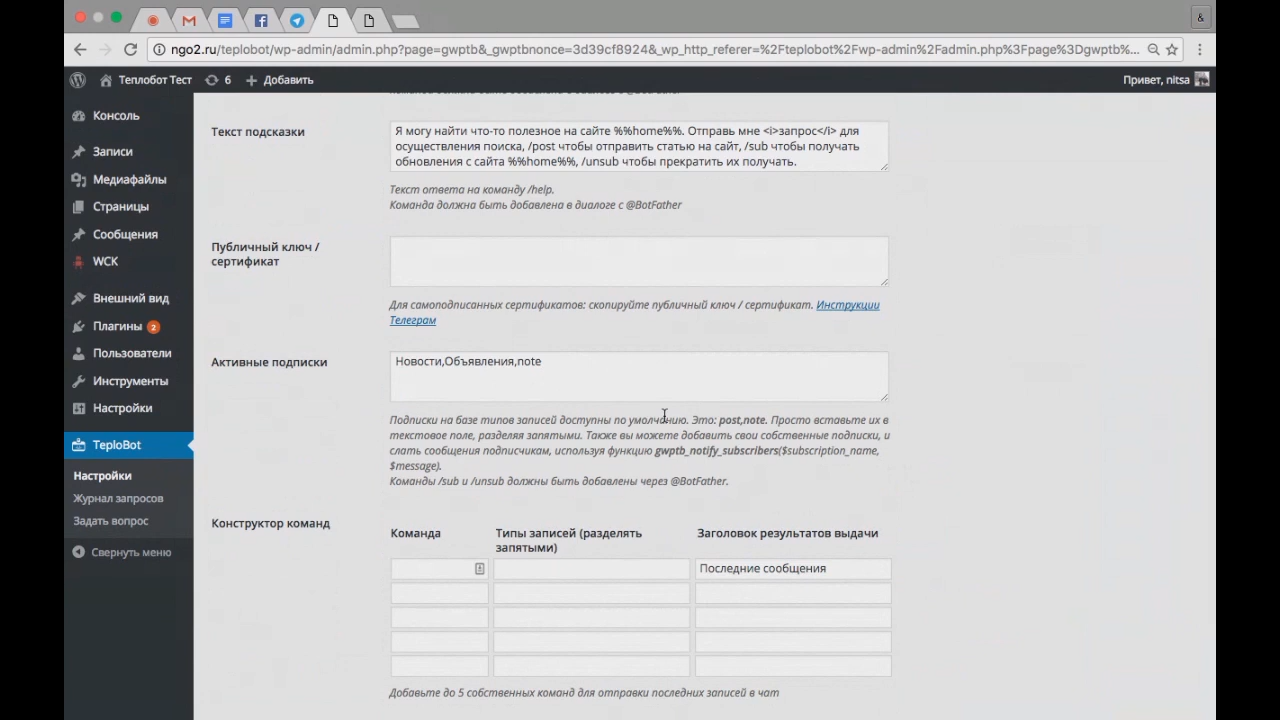 &
ngo2.ru/teplobot/wp-admin/admin.php?page=gwptb&_gwptbnonce=3d39cf8924&_wp_http_referer=%2Fteplobot%2Fwp-admin%2Fadmin.php%3Fpage%3Dgwptb%...
Теплобот Тест
6
Добавить
Привет, nitsa
Консоль
Записи
Медиафайлы
Страницы
Сообщения
WCK
Внешний вид
Плагины 2
Пользователи
Инструменты
Настройки
TeploBot
Настройки
Журнал запросов
Задать вопрос
Свернуть меню
Текст подсказки
Я могу найти что-то полезное на сайте %%home%%. Отправь мне <i>запрос</i> для
осуществления поиска, /post чтобы отправить статью на сайт, /sub чтобы получать
обновления с сайта %%home%%, /unsub чтобы прекратить их получать.
Текст ответа на команду /help.
Команда должна быть добавлена в диалоге с @BotFather
Публичный ключ /
сертификат
Для самоподписанных сертификатов: скопируйте публичный ключ / сертификат. Инструкции
Телеграм
Активные подписки
Новости,Объявления,note
Подписки на базе типов записей доступны по умолчанию. Это: post,note. Просто вставьте их в
текстовое поле, разделяя запятыми. Также вы можете добавить свои собственные подписки, и
слать сообщения подписчикам, используя функцию gwptb_notify_subscribers($subscription_name,
$message).
Команды /sub и /unsub должны быть добавлены через @BotFather.
Конструктор команд
Команда
Типы записей (разделять
запятыми)
Заголовок результатов выдачи
Последние сообщения
Добавьте до 5 собственных команд для отправки последних записей в чат